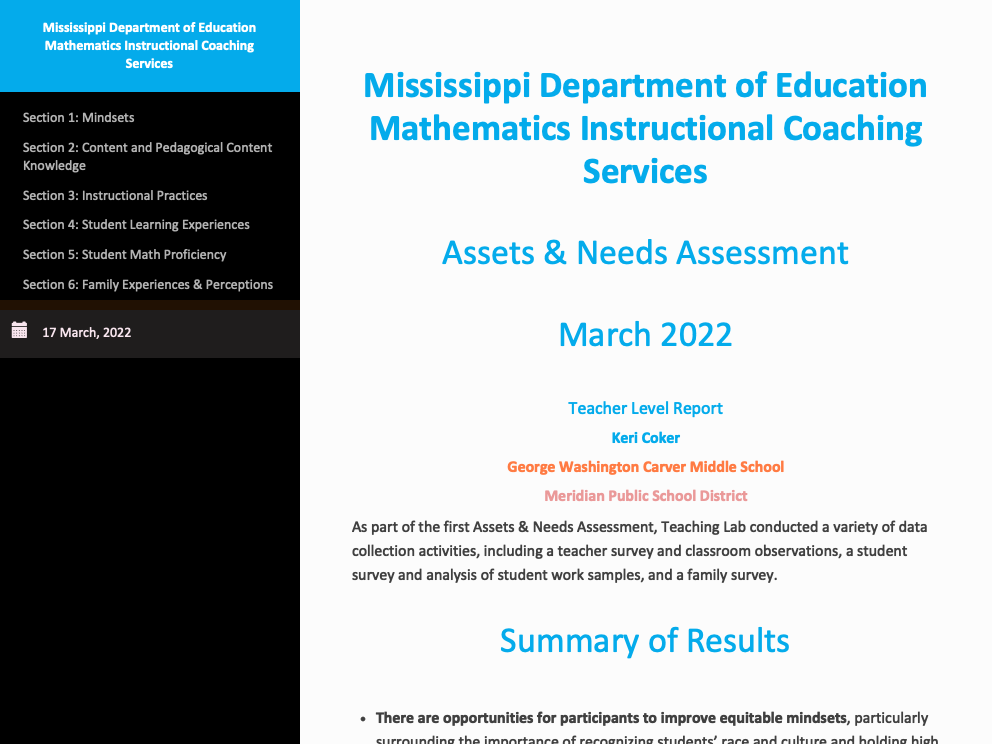 Mississippi Department of Education
Mathematics Instructional Coaching
Services
Section 1: Mindsets
Section 2: Content and Pedagogical Content
Knowledge
Section 3: Instructional Practices
Section 4: Student Learning Experiences
Section 5: Student Math Proficiency
Section 6: Family Experiences & Perceptions
17 March, 2022
Mississippi Department of Education
Mathematics Instructional Coaching
Services
Assets & Needs Assessment
March 2022
Teacher Level Report
Keri Coker
George Washington Carver Middle School
Meridian Public School District
As part of the first Assets & Needs Assessment, Teaching Lab conducted a variety of data
collection activities, including a teacher survey and classroom observations, a student
survey and analysis of student work samples, and a family survey.
Summary of Results
• There are opportunities for participants to improve equitable mindsets, particularly
surrounding the importance of recognizing students' race and culture and holding high